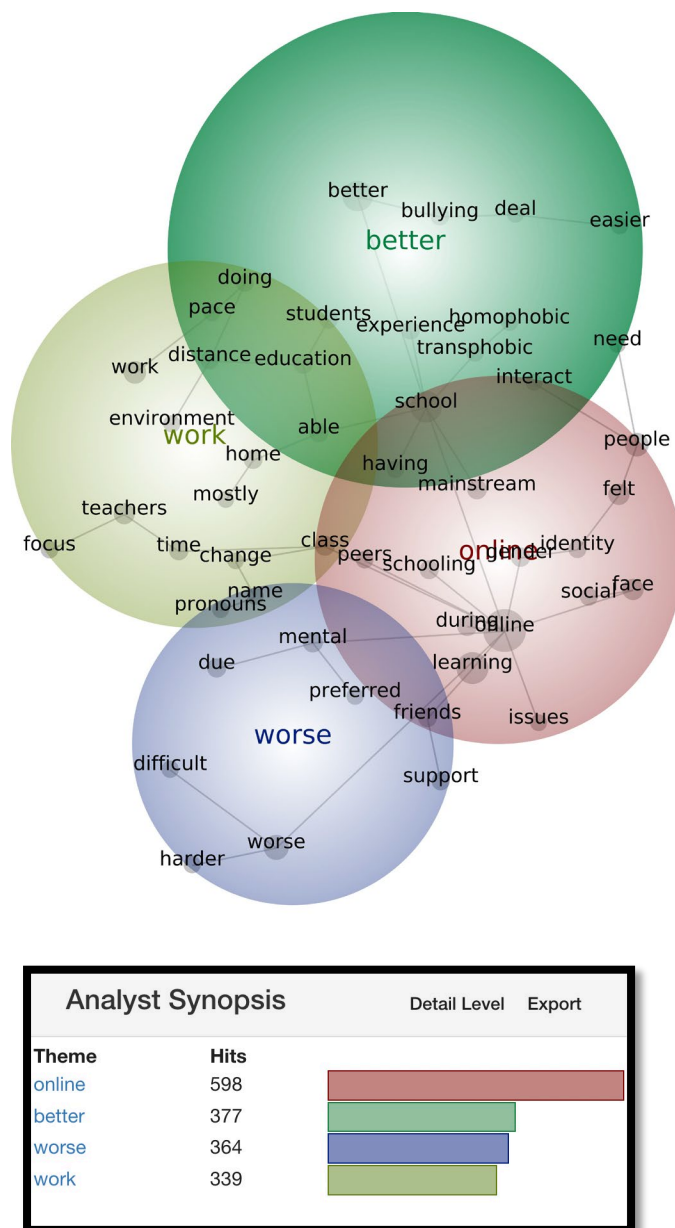 better
bullying
deal
easier
better
doing
pace
students
experience
homophobic
need
work
distance
education
transphobic
interact
school
environment
work
able
people
home
having
mostly
mainstream
felt
teachers
focus
time
change
class
peers
schooling
online
gender
identity
name
pronouns
social
face
mental
during
online
due
learning
preferred
friends
issues
worse
difficult
support
worse
harder
Analyst Synopsis Detail Level Export
Theme Hits
online 598
better 377
worse 364
work 339